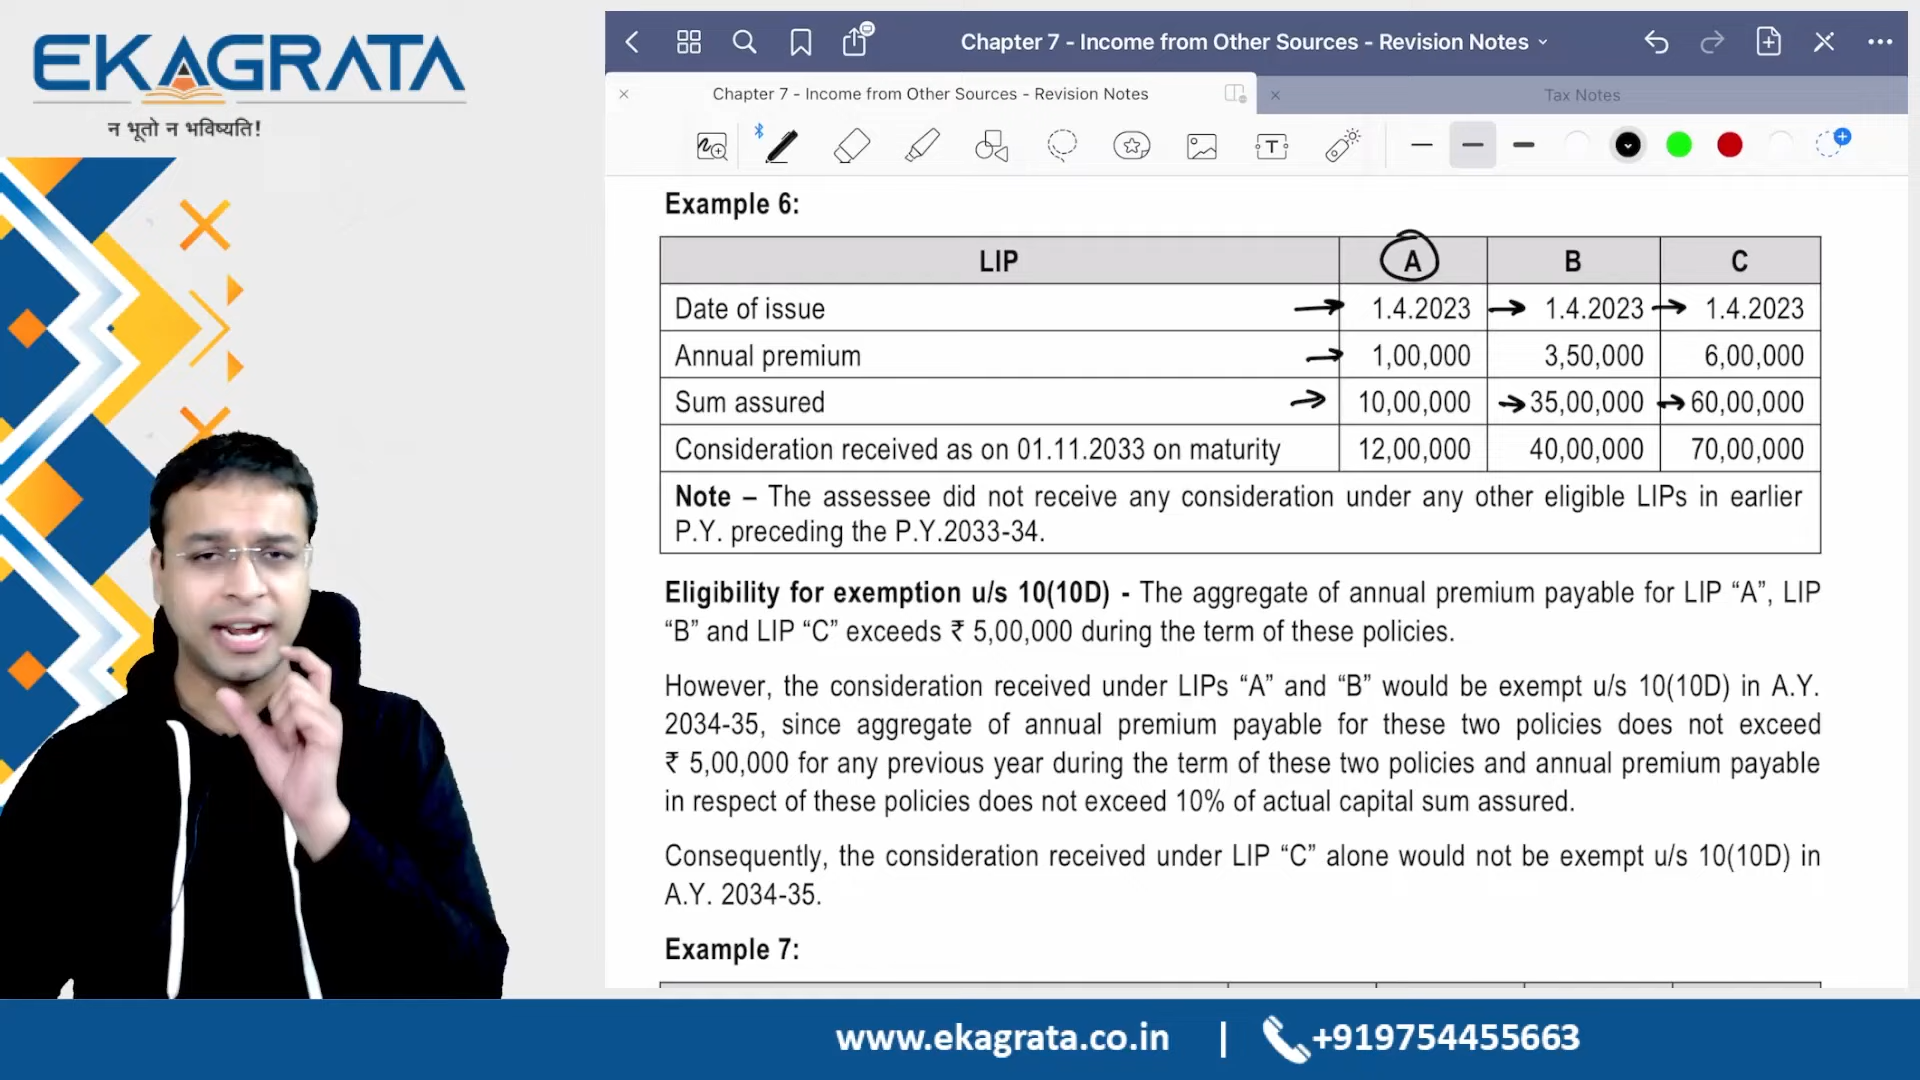 EKAGRATA
न भूतो न भविष्यति!
Chapter 7 - Income from Other Sources - Revision Notes
Chapter 7 - Income from Other Sources - Revision Notes
Tax Notes
T
Example 6:
LIP A B C
Date of issue 1.4.2023 1.4.2023 1.4.2023
Annual premium 1,00,000 3,50,000 6,00,000
Sum assured 10,00,000 35,00,000 60,00,000
Consideration received as on 01.11.2033 on maturity 12,00,000 40,00,000 70,00,000
Note – The assessee did not receive any consideration under any other eligible LIPs in earlier
P.Y. preceding the P.Y.2033-34.
Eligibility for exemption u/s 10(10D) - The aggregate of annual premium payable for LIP “A”, LIP
“B” and LIP “C” exceeds ₹ 5,00,000 during the term of these policies.
However, the consideration received under LIPs “A” and “B” would be exempt u/s 10(10D) in A.Y.
2034-35, since aggregate of annual premium payable for these two policies does not exceed
₹ 5,00,000 for any previous year during the term of these two policies and annual premium payable
in respect of these policies does not exceed 10% of actual capital sum assured.
Consequently, the consideration received under LIP “C” alone would not be exempt u/s 10(10D) in
A.Y. 2034-35.
Example 7:
www.ekagrata.co.in | +919754455663